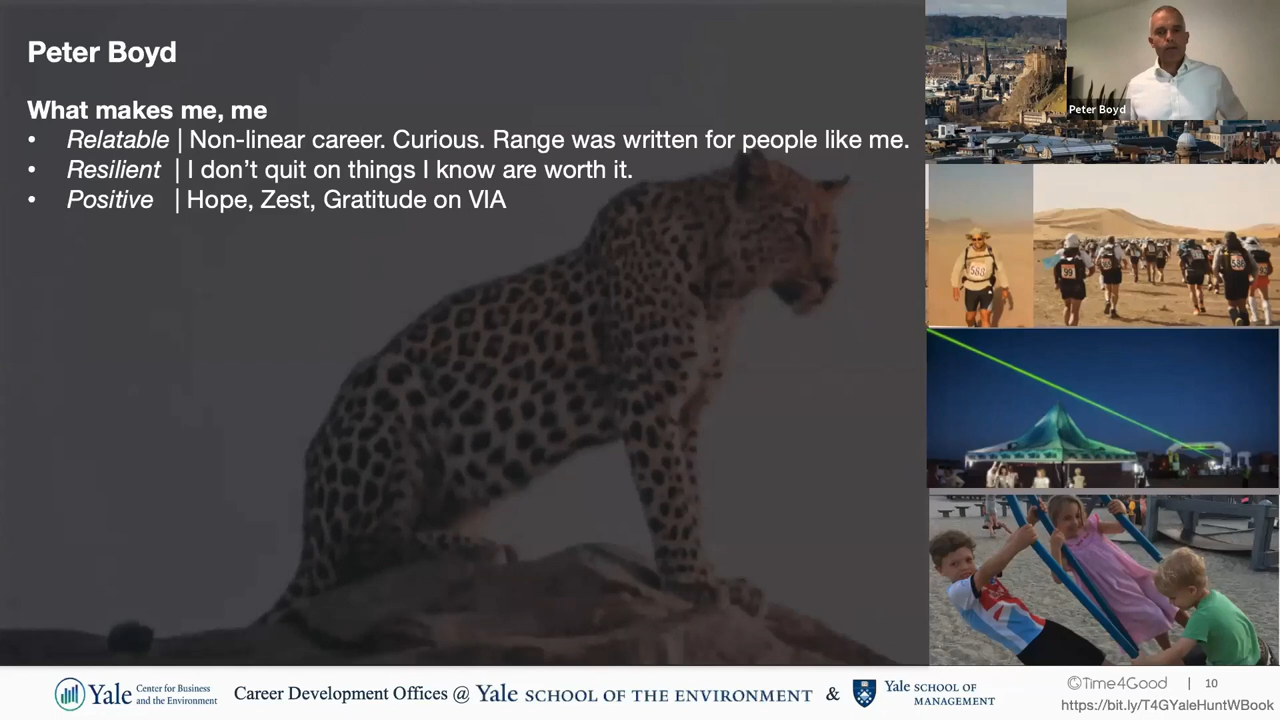 Peter Boyd
What makes me, me
• Relatable | Non-linear career. Curious. Range was written for people like me.
• Resilient | I don't quit on things I know are worth it.
• Positive | Hope, Zest, Gratitude on VIA
Peter Boyd
588
99
586
Yale Center for Business and the Environment
Career Development Offices @ Yale SCHOOL OF THE ENVIRONMENT & Yale SCHOOL OF MANAGEMENT
©Time4Good | 10
https://bit.ly/T4GYaleHuntWBook